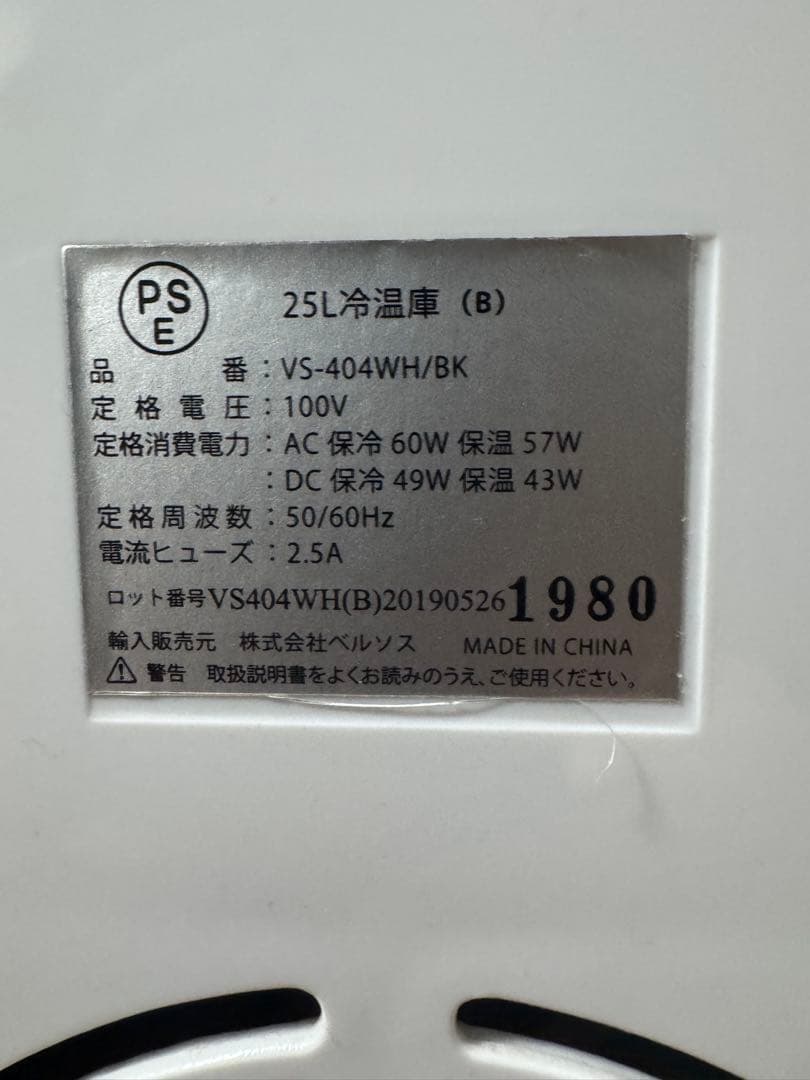 PS
E
25L冷温庫（B）
品番：VS-404WH/BK
定格電圧：100V
定格消費電力：AC 保冷 60W 保温 57W
：DC 保冷 49W 保温 43W
定格周波数：50/60Hz
電流ヒューズ：2.5A
ロット番号VS404WH(B)20190526 1980
輸入販売元　株式会社ベルソス　MADE IN CHINA
⚠ 警告　取扱説明書をよくお読みのうえ、ご使用ください。